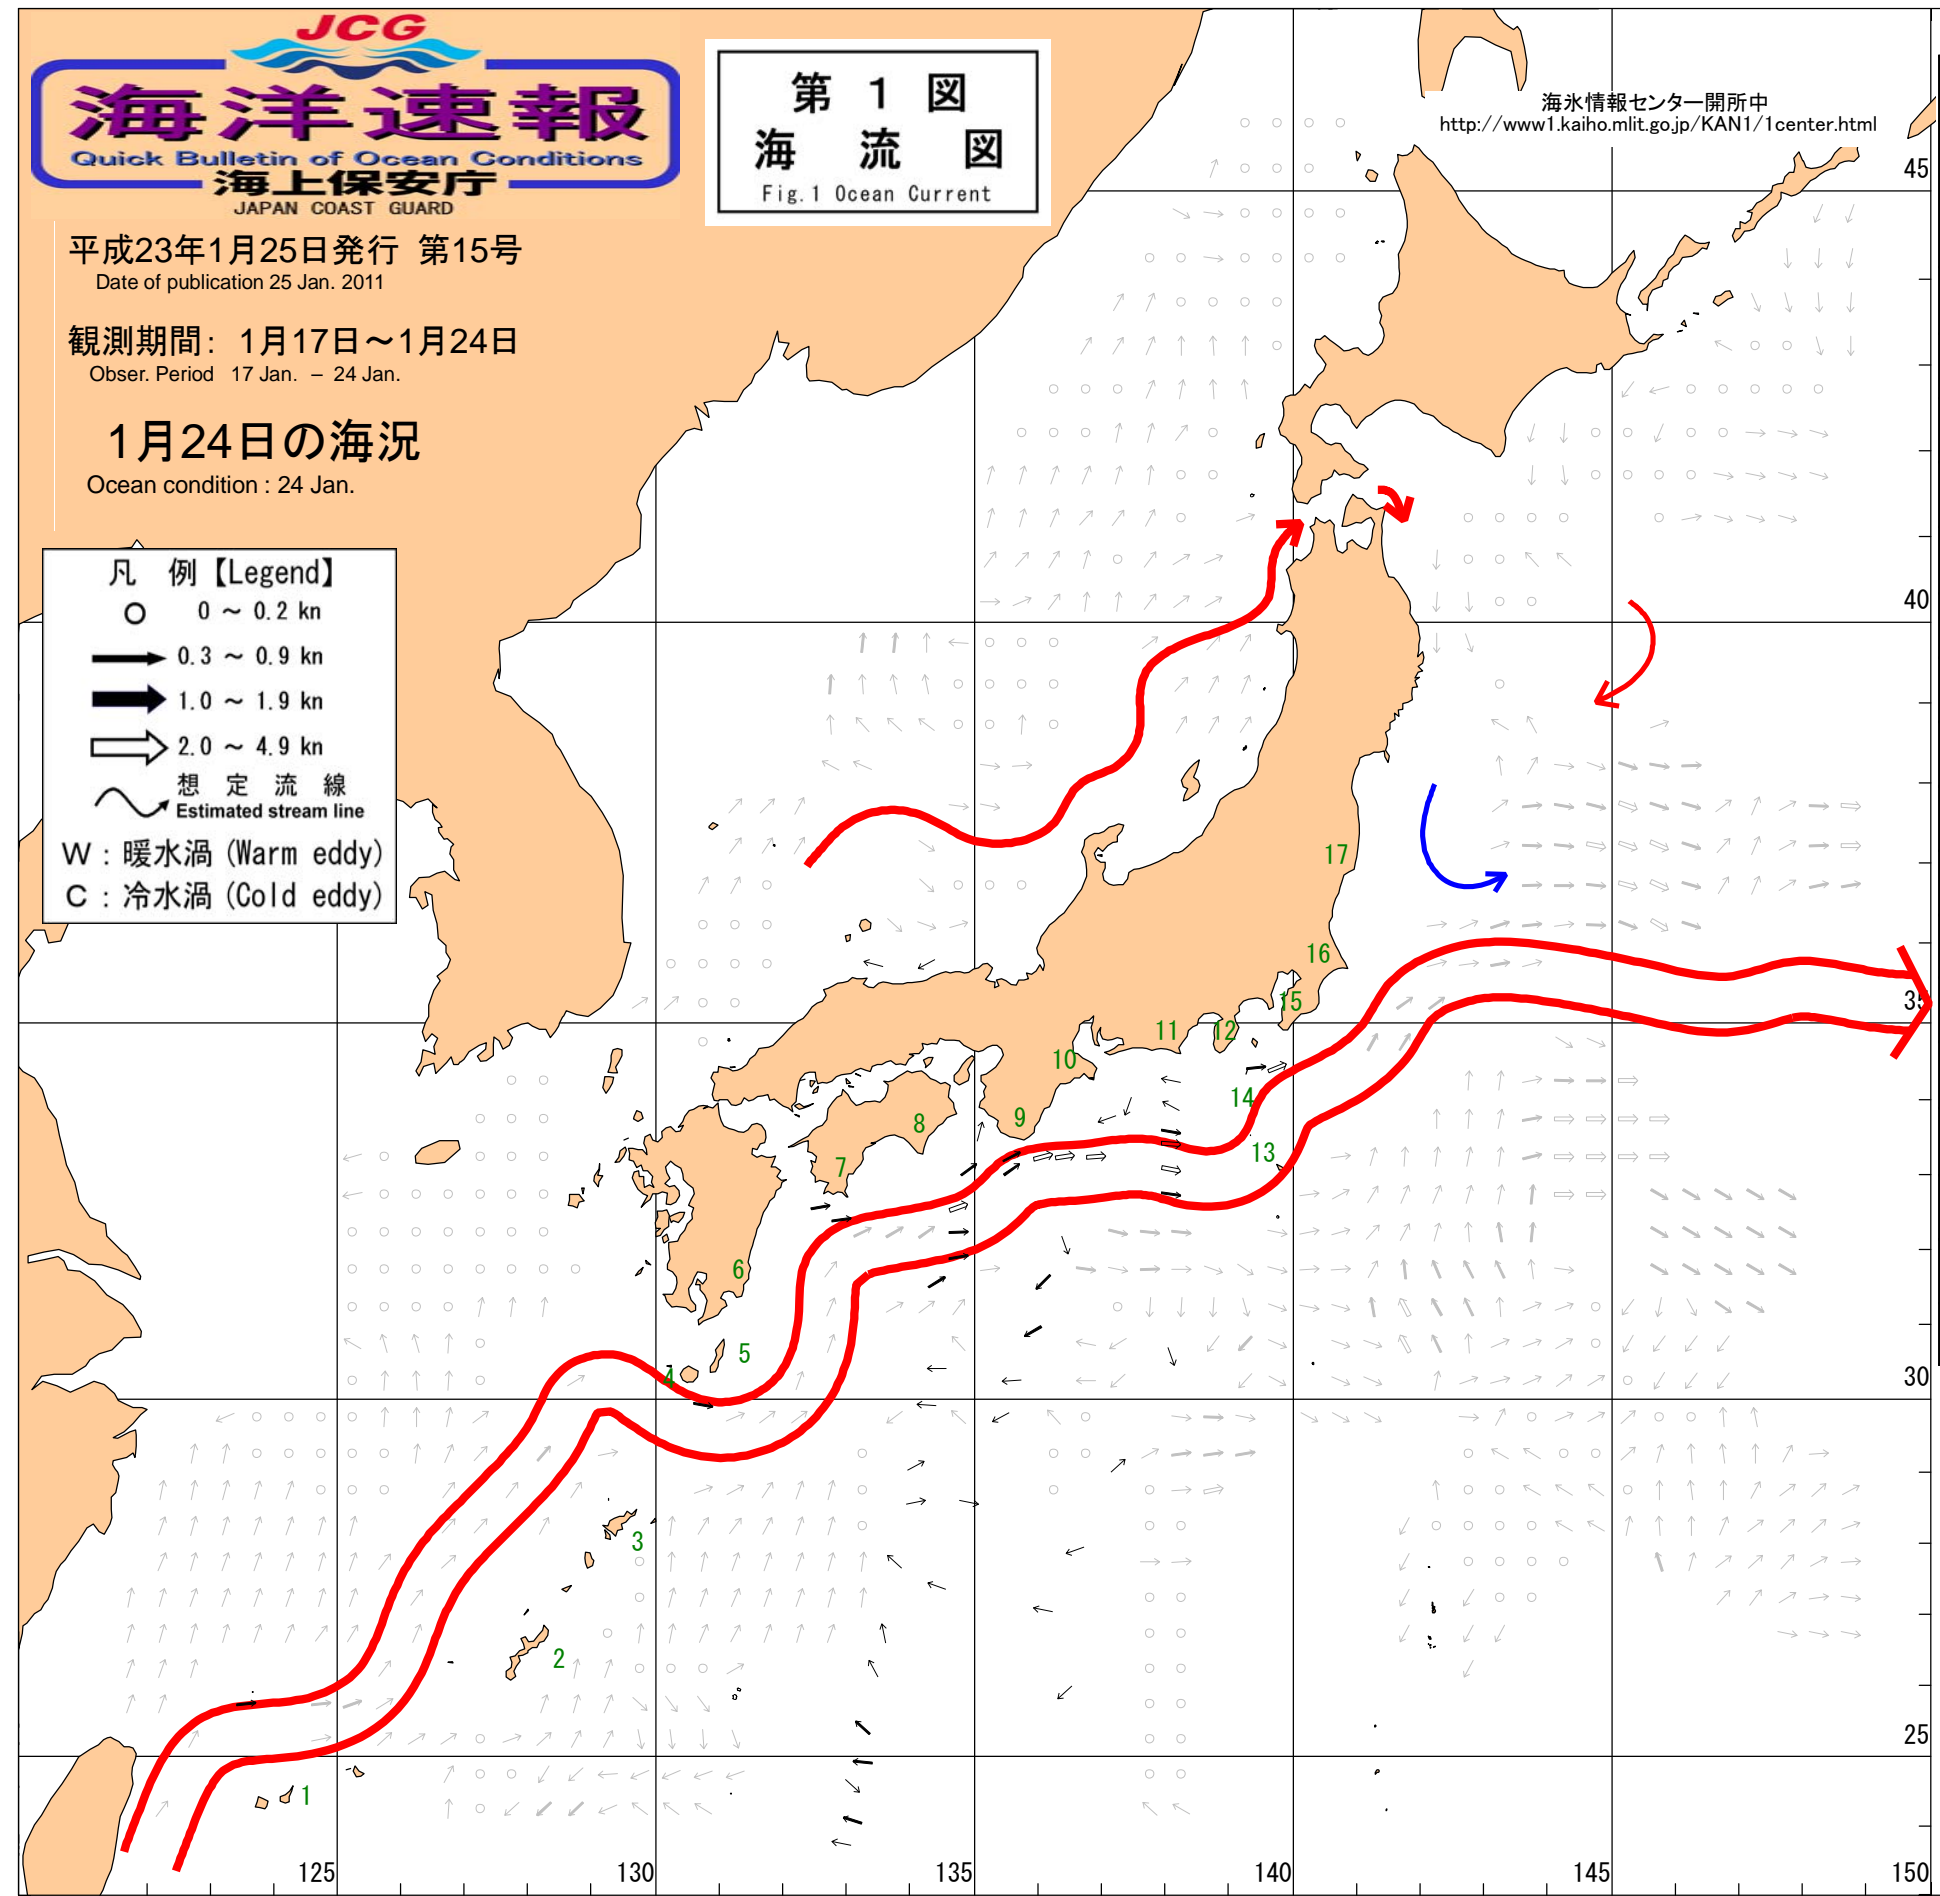 JCG
海洋速報
Quick Bulletin of Ocean Conditions
海上保安庁
JAPAN COAST GUARD
第 1 図
海 流 図
Fig.1 Ocean Current
海氷情報センター開所中
http://www1.kaiho.mlit.go.jp/KAN1/1center.html
平成23年1月25日発行 第15号
Date of publication 25 Jan. 2011
観測期間: 1月17日～1月24日
Obser. Period 17 Jan. – 24 Jan.
1月24日の海況
Ocean condition : 24 Jan.
凡 例【Legend】
0 ～ 0.2 kn
0.3 ～ 0.9 kn
1.0 ～ 1.9 kn
2.0 ～ 4.9 kn
想 定 流 線
Estimated stream line
W : 暖水渦 (Warm eddy)
C : 冷水渦 (Cold eddy)
45
40
17
16
15
35
11
12
10
14
9
8
13
7
6
5
4
30
3
2
25
1
125
130
135
140
145
150